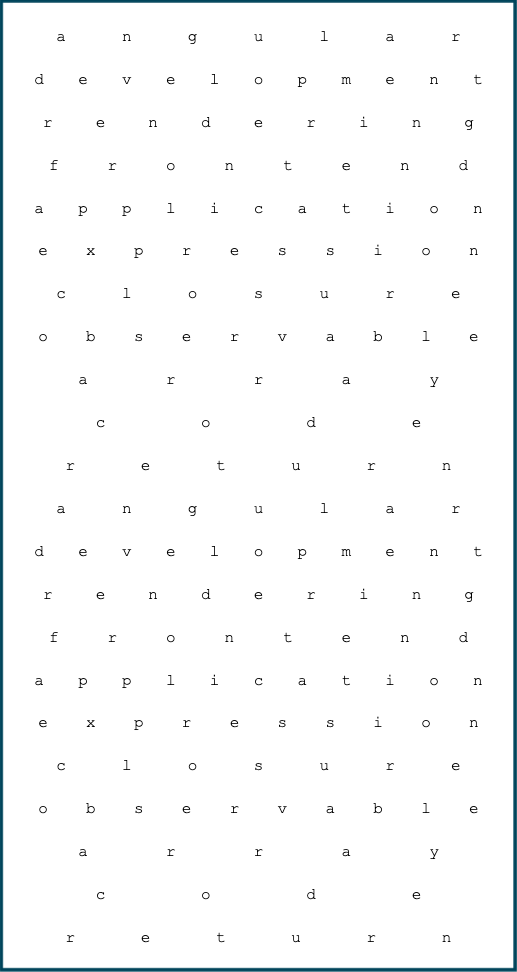 a n g u l a r
d e v e l o p m e n t
r e n d e r i n g
f r o n t e n d
a p p l i c a t i o n
e x p r e s s i o n
c l o s u r e
o b s e r v a b l e
a r r a y
c o d e
r e t u r n
a n g u l a r
d e v e l o p m e n t
r e n d e r i n g
f r o n t e n d
a p p l i c a t i o n
e x p r e s s i o n
c l o s u r e
o b s e r v a b l e
a r r a y
c o d e
r e t u r n